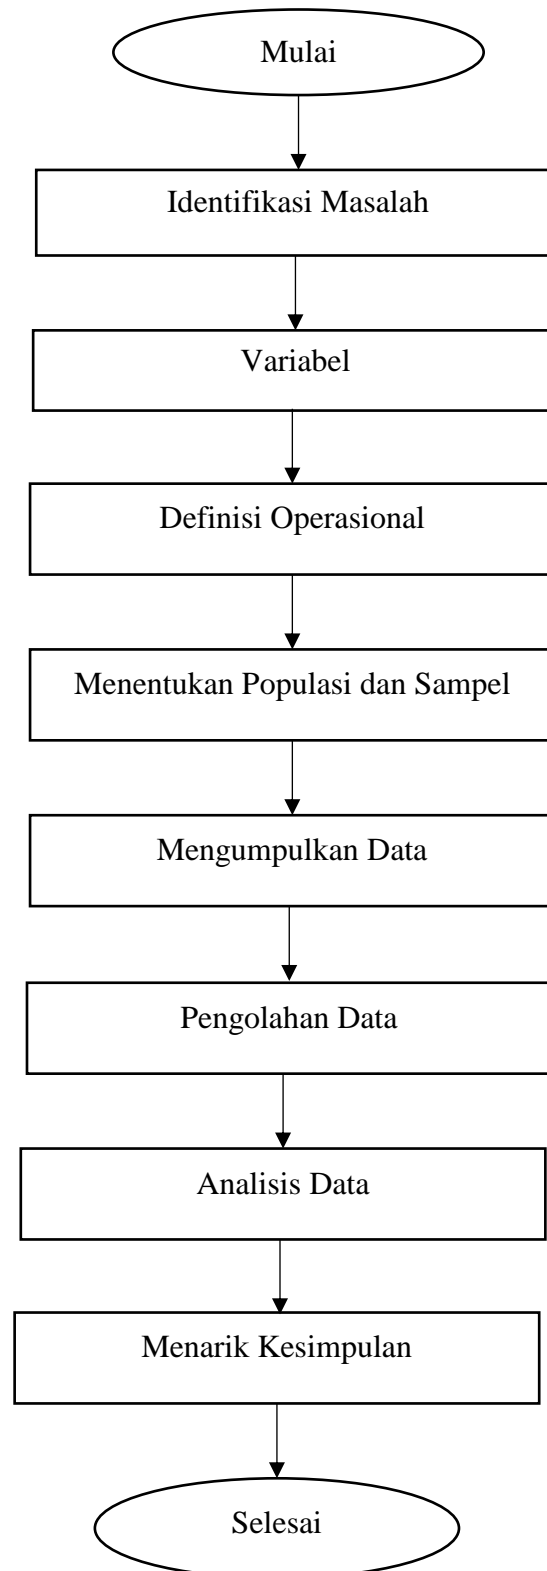 Mulai
Identifikasi Masalah
Variabel
Definisi Operasional
Menentukan Populasi dan Sampel
Mengumpulkan Data
Pengolahan Data
Analisis Data
Menarik Kesimpulan
Selesai